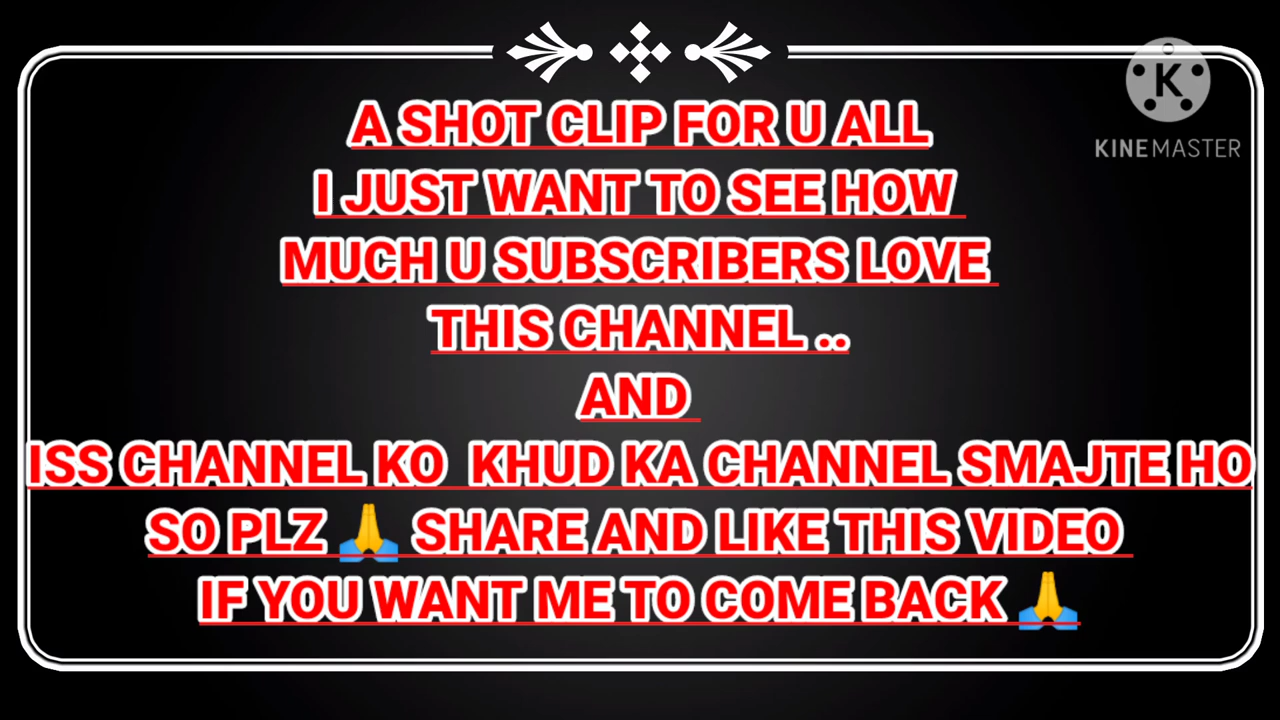 KINEMASTER
A SHOT CLIP FOR U ALL
I JUST WANT TO SEE HOW
MUCH U SUBSCRIBERS LOVE
THIS CHANNEL ..
AND
ISS CHANNEL KO  KHUD KA CHANNEL SMAJTE HO
SO PLZ 🙏 SHARE AND LIKE THIS VIDEO
IF YOU WANT ME TO COME BACK 🙏